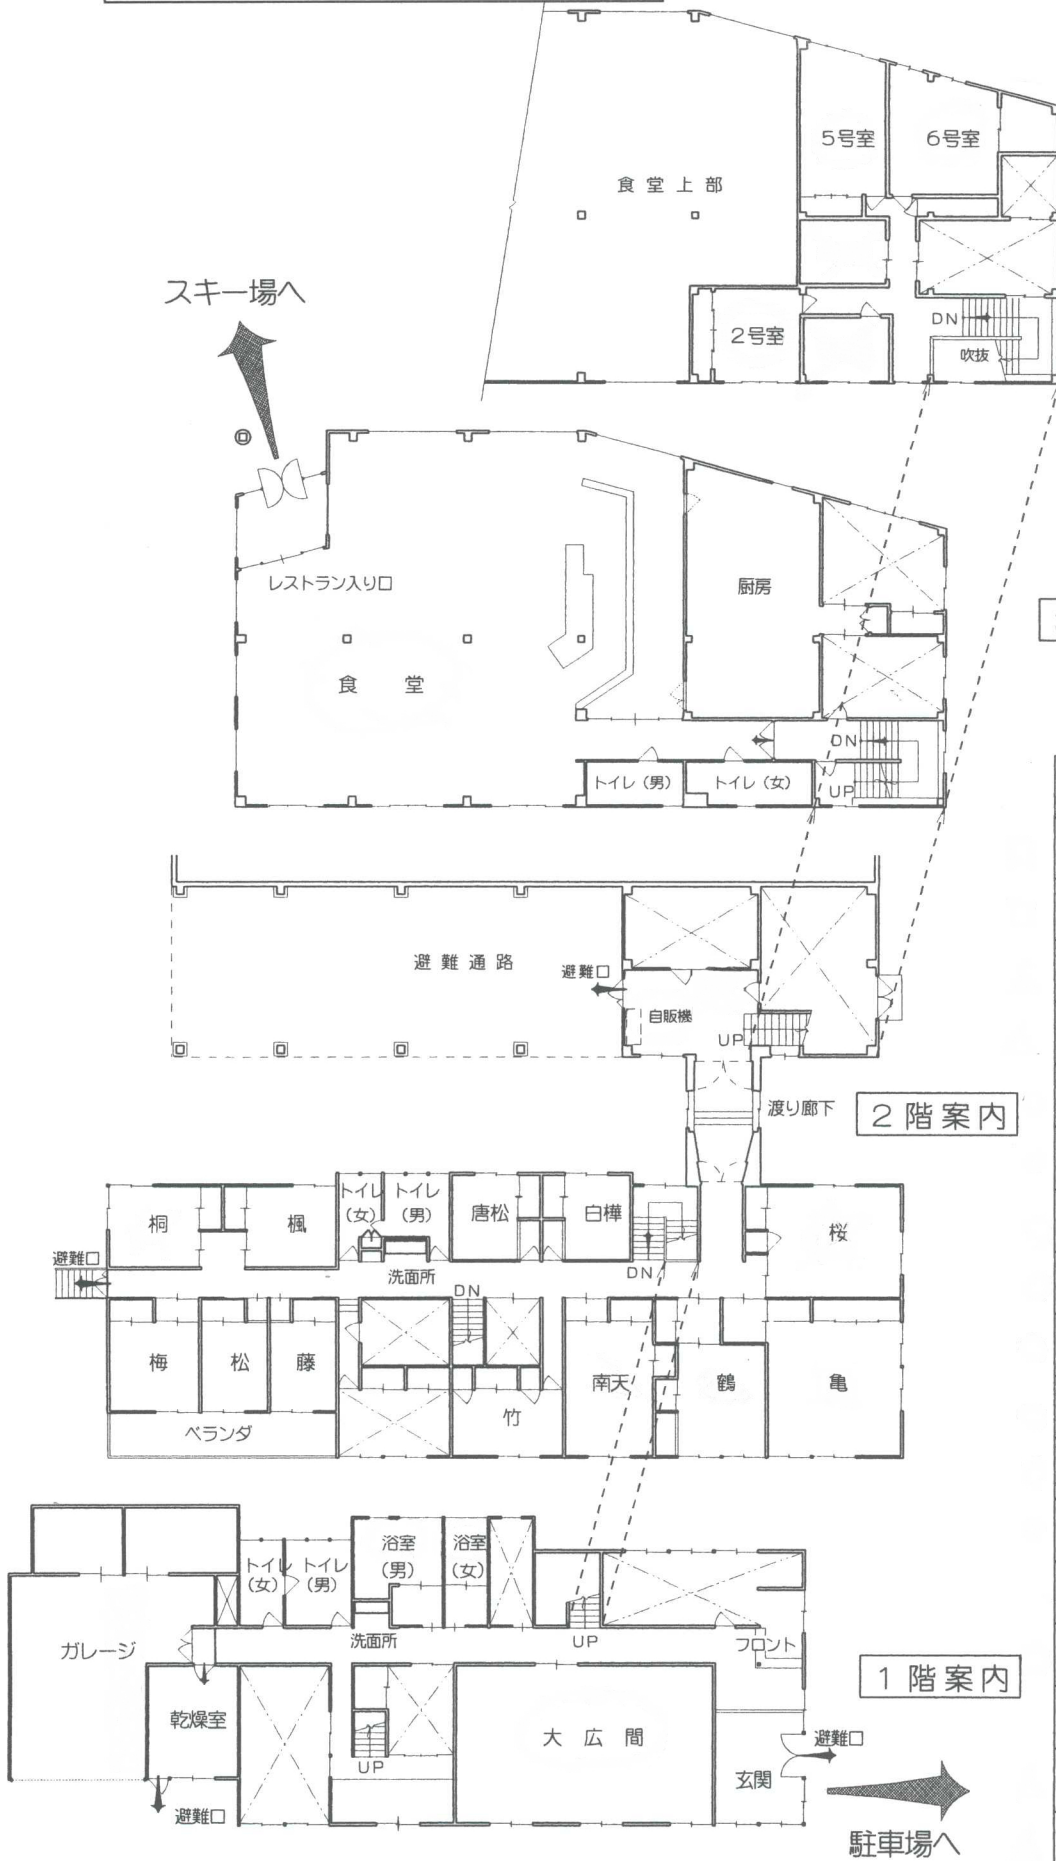 5号室
6号室
食堂上部
2号室
DN
吹抜
スキー場へ
レストラン入り口
厨房
食堂
DN
トイレ（男）
トイレ（女）
UP
避難通路
避難口
自販機
UP
渡り廊下
2階案内
桐
楓
トイレ
（女）
トイレ
（男）
唐松
白樺
桜
避難口
洗面所
DN
DN
梅
松
藤
竹
南天
鶴
亀
ベランダ
トイレ
（女）
トイレ
（男）
浴室
（男）
浴室
（女）
ガレージ
洗面所
UP
フロント
1階案内
乾燥室
大広間
UP
避難口
玄関
避難口
駐車場へ